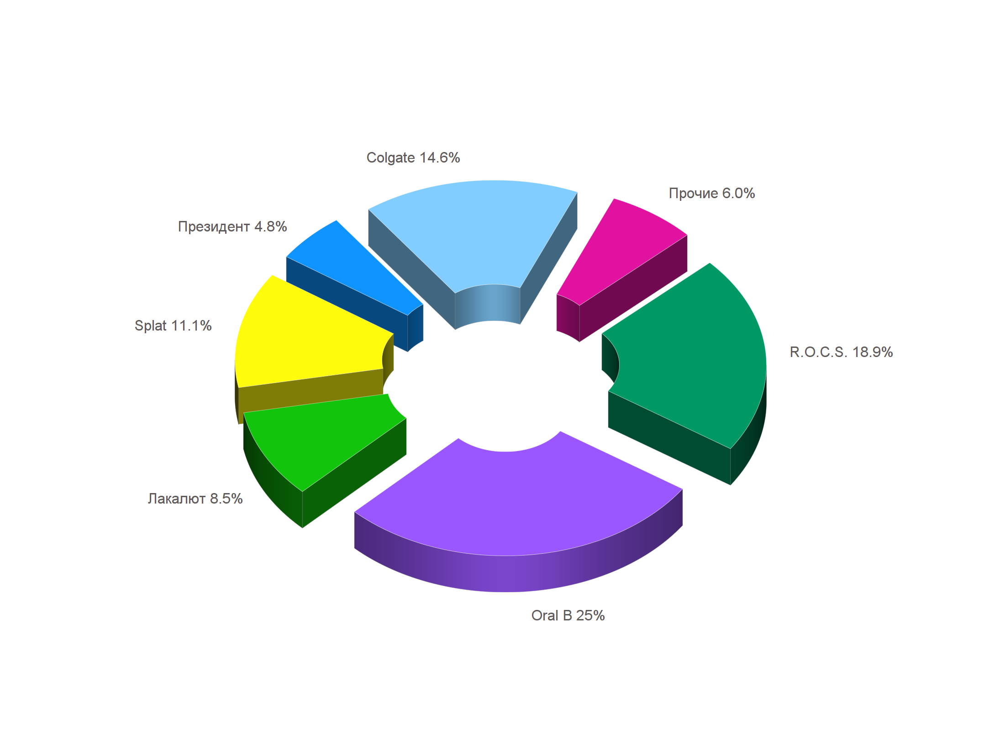 Colgate 14.6%
Прочие 6.0%
Президент 4.8%
Splat 11.1%
R.O.C.S. 18.9%
Лакалют 8.5%
Oral B 25%